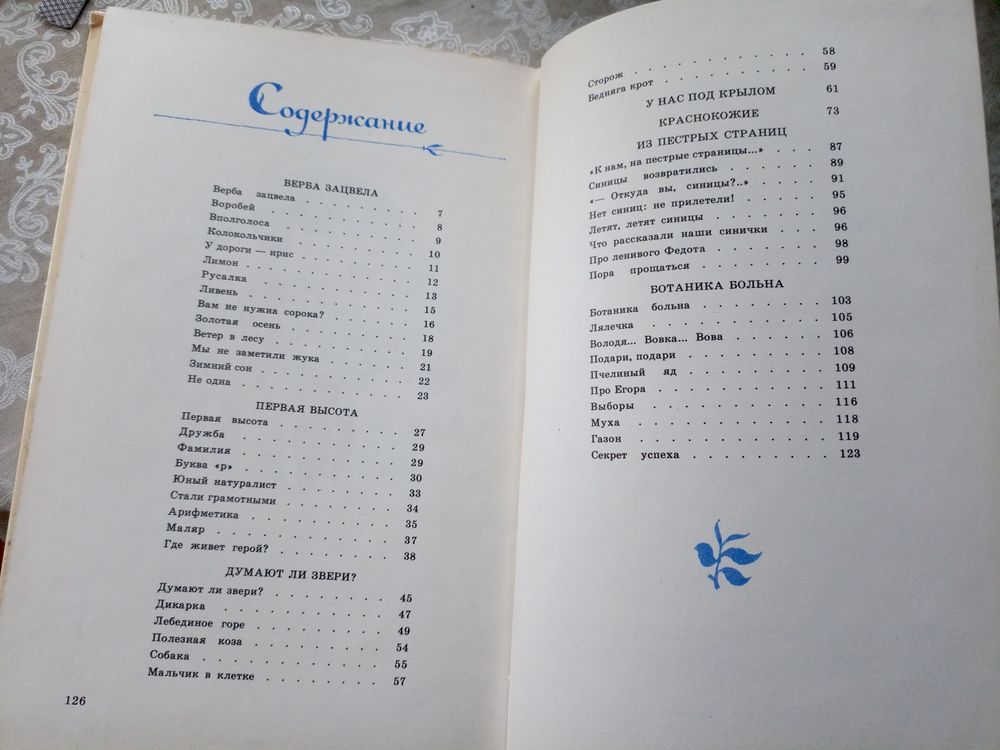 Содержание
ВЕРБА ЗАЦВЕЛА
Верба зацвела . . . . . . . 7
Воробей . . . . . . . . 8
Вполголоса . . . . . . . . 9
Колокольчики . . . . . . . 10
У дороги — ирис . . . . . . . 11
Лимон . . . . . . . . . 12
Русалка . . . . . . . . . 13
Ливень . . . . . . . . . 15
Вам не нужна сорока? . . . . . 16
Золотая осень . . . . . . . 18
Ветер в лесу . . . . . . . 19
Мы не заметили жука . . . . . 21
Зимний сон . . . . . . . . 22
Не одна . . . . . . . . . 23
ПЕРВАЯ ВЫСОТА
Первая высота . . . . . . . 27
Дружба . . . . . . . . . 29
Фамилия . . . . . . . . . 29
Буква «р» . . . . . . . . 30
Юный натуралист . . . . . . 33
Стали грамотными . . . . . . 34
Арифметика . . . . . . . . 35
Маляр . . . . . . . . . 37
Где живет герой? . . . . . . 38
ДУМАЮТ ЛИ ЗВЕРИ?
Думают ли звери? . . . . . . 45
Дикарка . . . . . . . . . 47
Лебединое горе . . . . . . . 49
Полезная коза . . . . . . . 54
Собака . . . . . . . . . 55
Мальчик в клетке . . . . . . 57
126
Сторож . . . . . . . . . 58
Бедняга крот . . . . . . . . 59
У НАС ПОД КРЫЛОМ 61
КРАСНОКОЖИЕ 73
ИЗ ПЕСТРЫХ СТРАНИЦ
«К нам, на пестрые страницы...» . . . 87
Синицы возвратились . . . . . 89
«— Откуда вы, синицы?..» . . . . 91
Нет синиц: не прилетели! . . . . 95
Летят, летят синицы . . . . . 96
Что рассказали наши синички . . . 96
Про ленивого Федота . . . . . 98
Пора прощаться . . . . . . . 99
БОТАНИКА БОЛЬНА
Ботаника больна . . . . . . . 103
Лялечка . . . . . . . . . 105
Володя... Вовка... Вова . . . . . 106
Подари, подари . . . . . . . 108
Пчелиный яд . . . . . . . 109
Про Егора . . . . . . . . 111
Выборы . . . . . . . . . 116
Муха . . . . . . . . . . 118
Газон . . . . . . . . . 119
Секрет успеха . . . . . . . 123